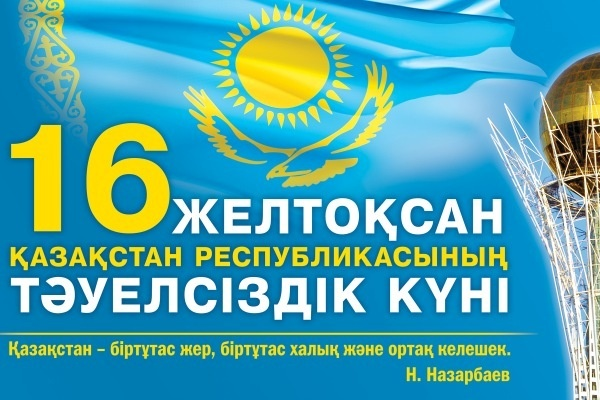 16 ЖЕЛТОҚСАН
ҚАЗАҚСТАН РЕСПУБЛИКАСЫНЫҢ
ТӘУЕЛСІЗДІК КҮНІ
Қазақстан – біртұтас жер, біртұтас халық және ортақ келешек.
Н. Назарбаев